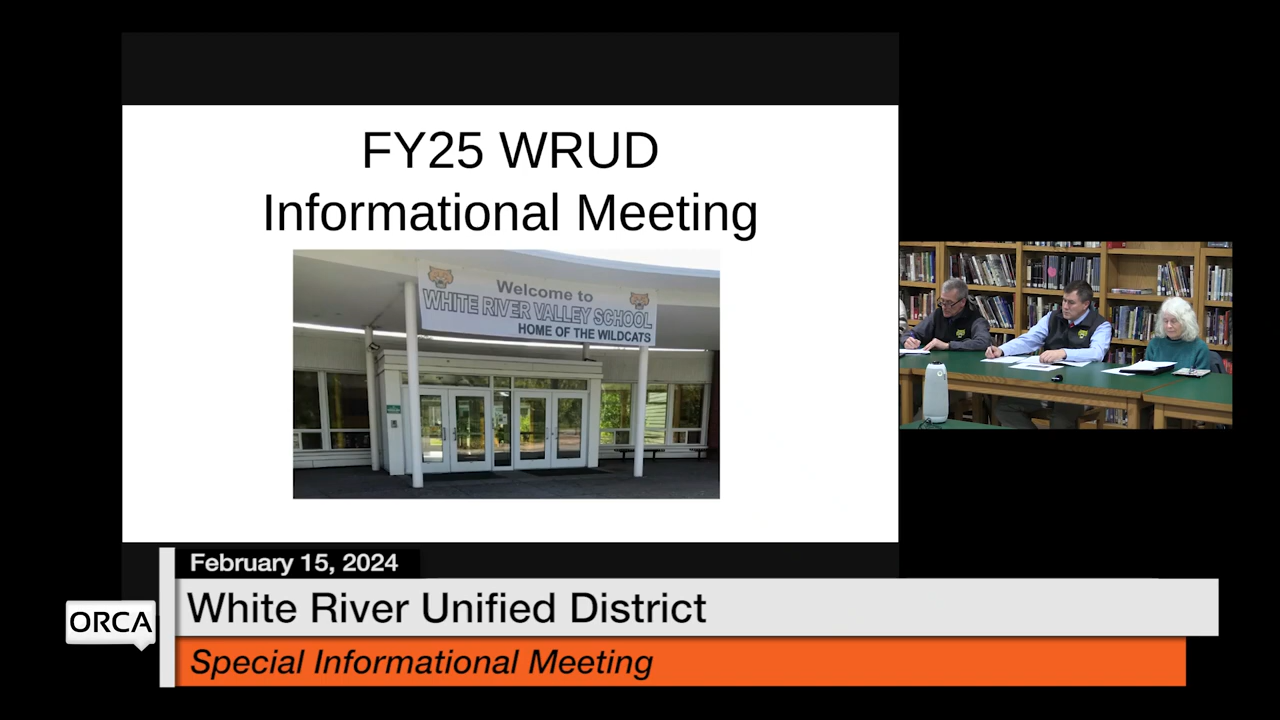 FY25 WRUD
Informational Meeting
Welcome to
WHITE RIVER VALLEY SCHOOL
HOME OF THE WILDCATS
February 15, 2024
White River Unified District
ORCA
Special Informational Meeting